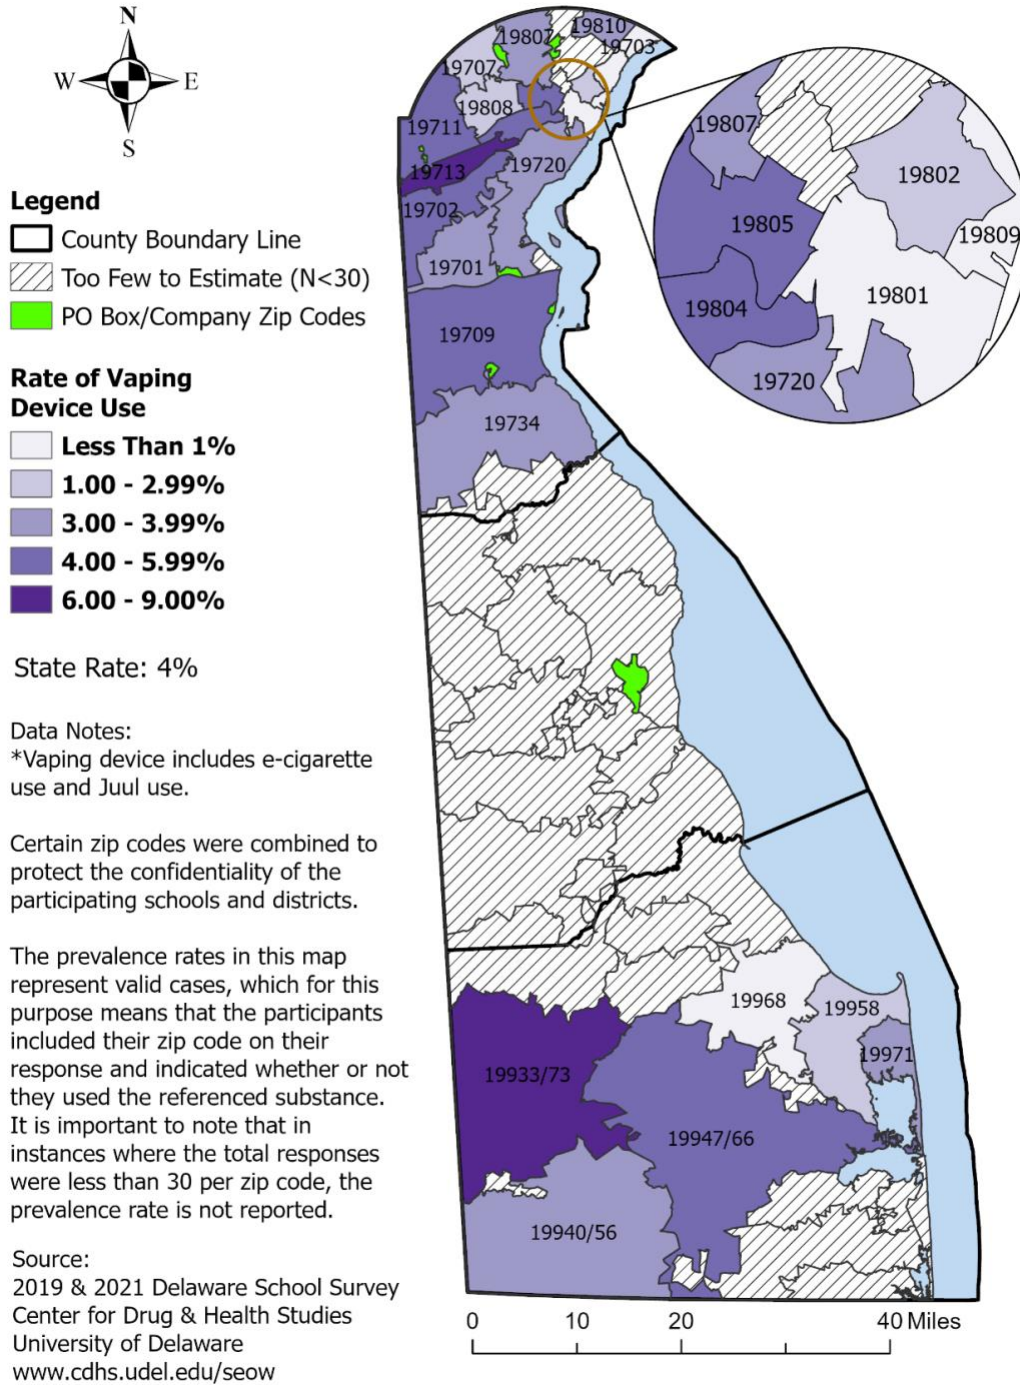 N
W E
S
Legend
County Boundary Line
Too Few to Estimate (N<30)
PO Box/Company Zip Codes
Rate of Vaping
Device Use
Less Than 1%
1.00 - 2.99%
3.00 - 3.99%
4.00 - 5.99%
6.00 - 9.00%
State Rate: 4%
Data Notes:
*Vaping device includes e-cigarette
use and Juul use.
Certain zip codes were combined to
protect the confidentiality of the
participating schools and districts.
The prevalence rates in this map
represent valid cases, which for this
purpose means that the participants
included their zip code on their
response and indicated whether or not
they used the referenced substance.
It is important to note that in
instances where the total responses
were less than 30 per zip code, the
prevalence rate is not reported.
Source:
2019 & 2021 Delaware School Survey
Center for Drug & Health Studies
University of Delaware
www.cdhs.udel.edu/seow
19810
19807
19703
19707
19808
19711
19713
19720
19702
19701
19709
19734
19807
19802
19805
19809
19801
19804
19720
19968
19958
19971
19933/73
19947/66
19940/56
0 10 20 40 Miles